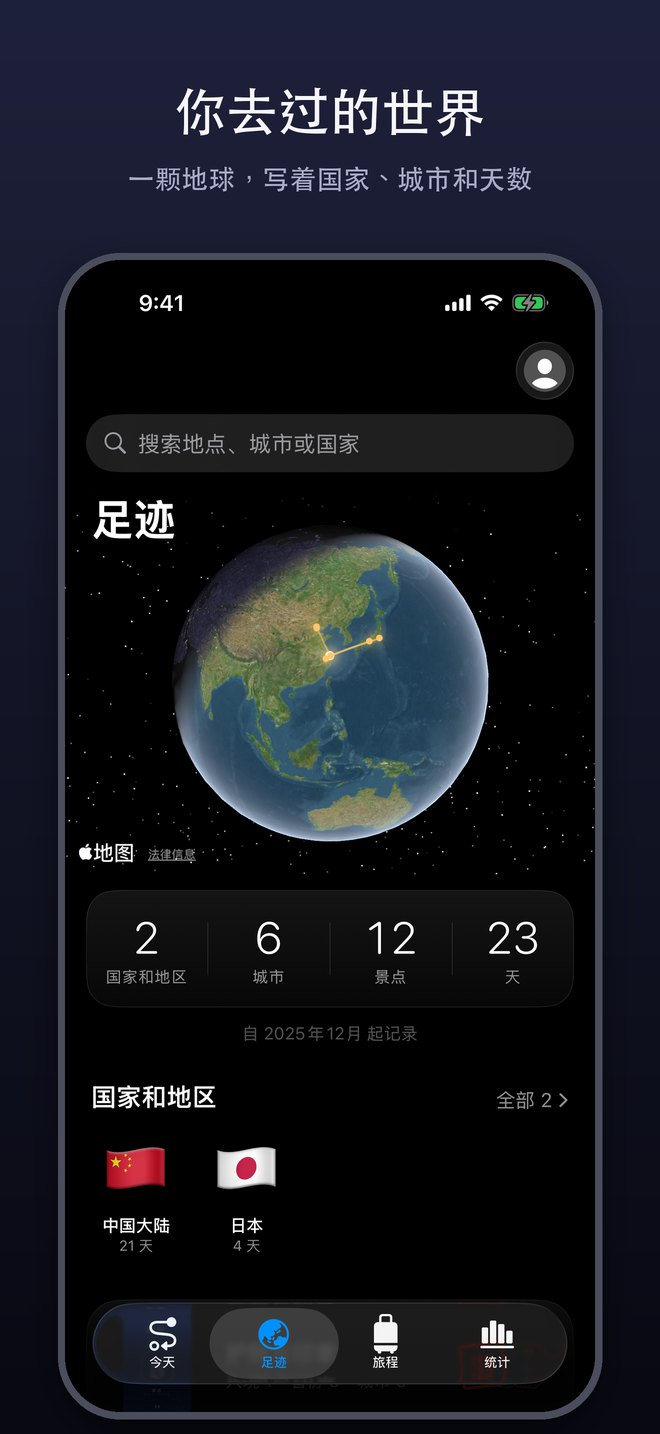 你去过的世界
一颗地球，写着国家、城市和天数
9:41
搜索地点、城市或国家
足迹
地图 法律信息
2 6 12 23
国家和地区 城市 景点 天
自 2025年12月 起记录
国家和地区 全部 2
中国大陆 日本
21 天 4 天
今天 足迹 旅程 统计